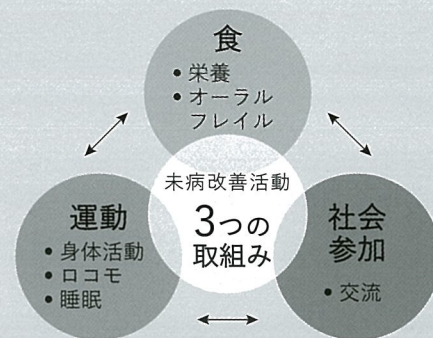 食
• 栄養
• オーラル
フレイル
未病改善活動
3つの
取組み
運動
• 身体活動
• ロコモ
• 睡眠
社会
参加
• 交流